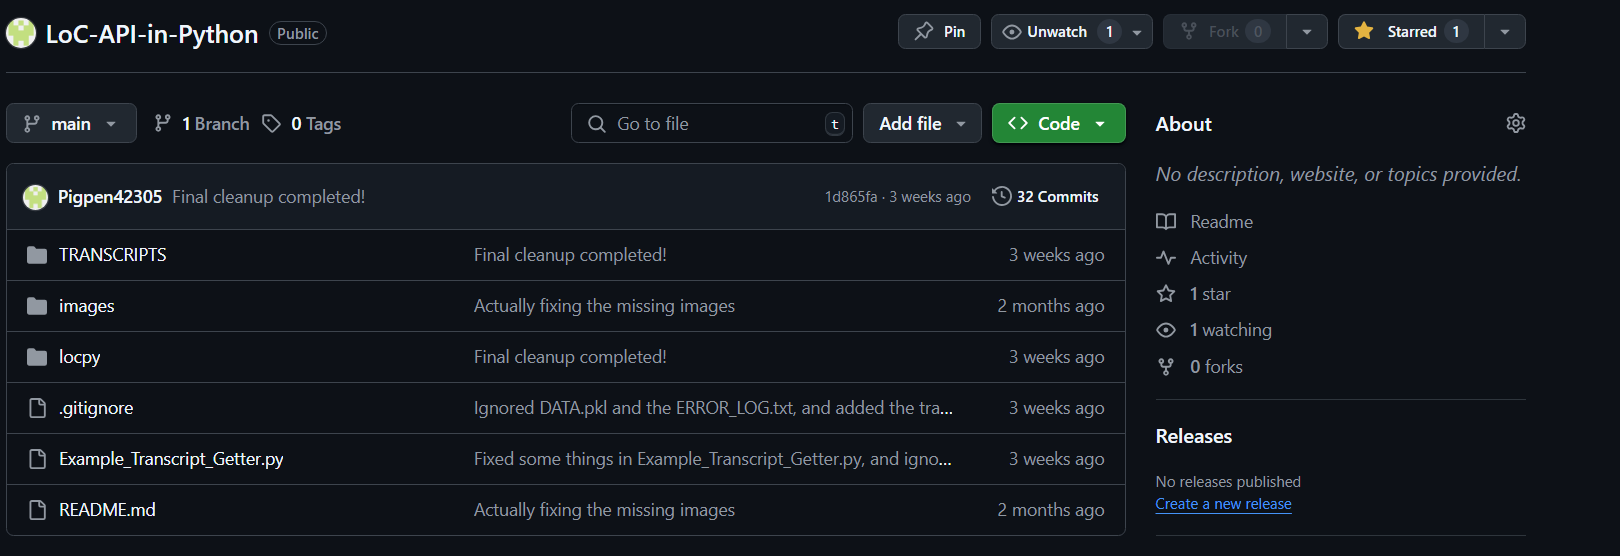 LoC-API-in-Python Public Pin Unwatch 1 Fork 0 Starred 1
main 1 Branch 0 Tags Go to file t Add file Code
Pigpen42305 Final cleanup completed! 1d865fa · 3 weeks ago 32 Commits
TRANSCRIPTS Final cleanup completed! 3 weeks ago
images Actually fixing the missing images 2 months ago
locpy Final cleanup completed! 3 weeks ago
.gitignore Ignored DATA.pkl and the ERROR_LOG.txt, and added the tra... 3 weeks ago
Example_Transcript_Getter.py Fixed some things in Example_Transcript_Getter.py, and igno... 3 weeks ago
README.md Actually fixing the missing images 2 months ago
About
No description, website, or topics provided.
Readme
Activity
1 star
1 watching
0 forks
Releases
No releases published
Create a new release